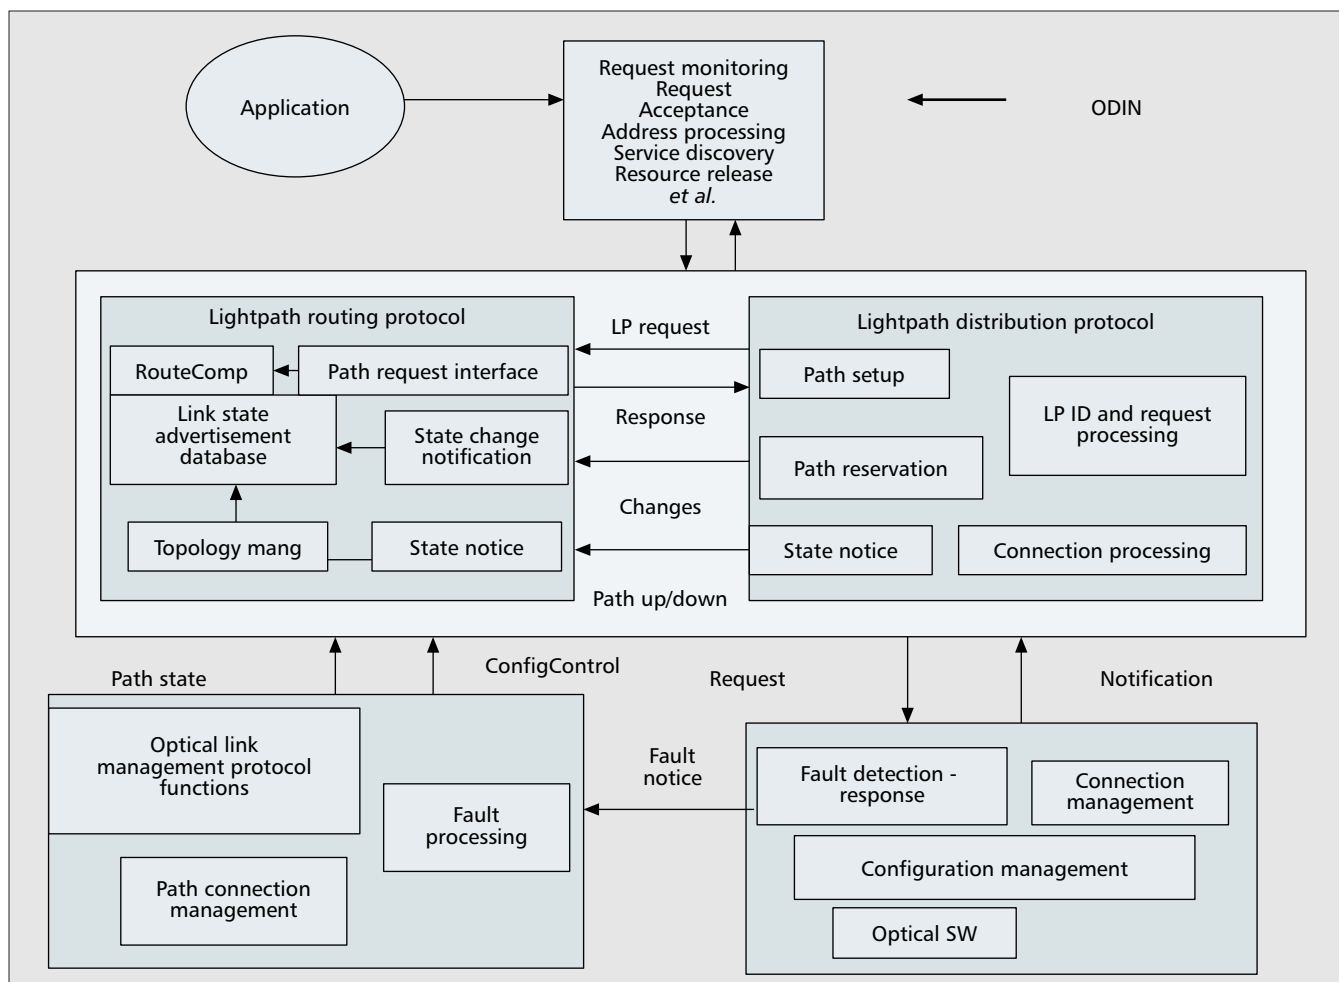 Application
Request monitoring
Request
Acceptance
Address processing
Service discovery
Resource release
et al.
ODIN
Lightpath routing protocol
RouteComp
Path request interface
Link state
advertisement
database
State change
notification
Topology mang
State notice
LP request
Response
Changes
Path up/down
Lightpath distribution protocol
Path setup
LP ID and request
processing
Path reservation
State notice
Connection processing
Path state
ConfigControl
Request
Notification
Optical link
management protocol
functions
Fault
processing
Path connection
management
Fault
notice
Fault detection -
response
Connection
management
Configuration management
Optical SW